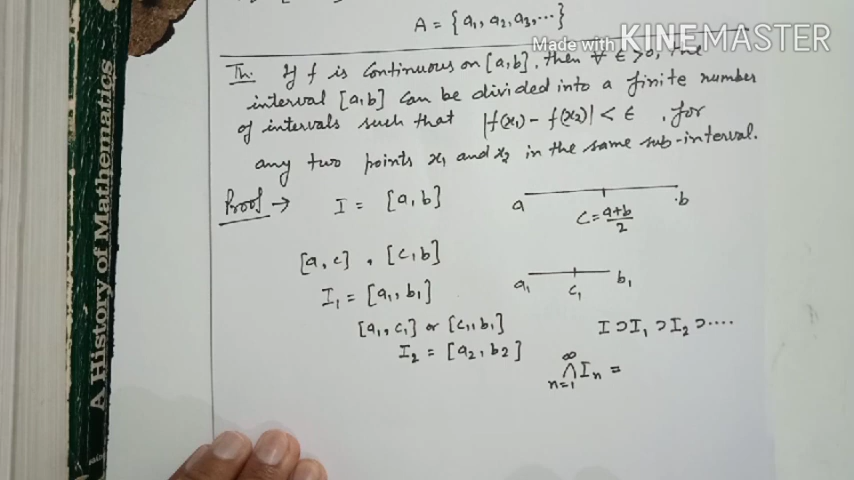 A = {a₁, a₂, a₃, ...}
Made with KINEMASTER
Th: If f is continuous on [a,b], then ∀ ε>0, the
interval [a,b] can be divided into a finite number
of intervals such that |f(x₁) - f(x₂)| < ε, for
any two points x₁ and x₂ in the same sub-interval.
Proof → I = [a,b]
a b
C = a+b/2
[a,c], [c,b]
I₁ = [a₁, b₁]
a₁ c₁ b₁
[a₁, c₁] or [c₁, b₁]
I ⊃ I₁ ⊃ I₂ ⊃ ....
I₂ = [a₂, b₂]
∞
∩ Iₙ =
n=1
A History of Mathematics